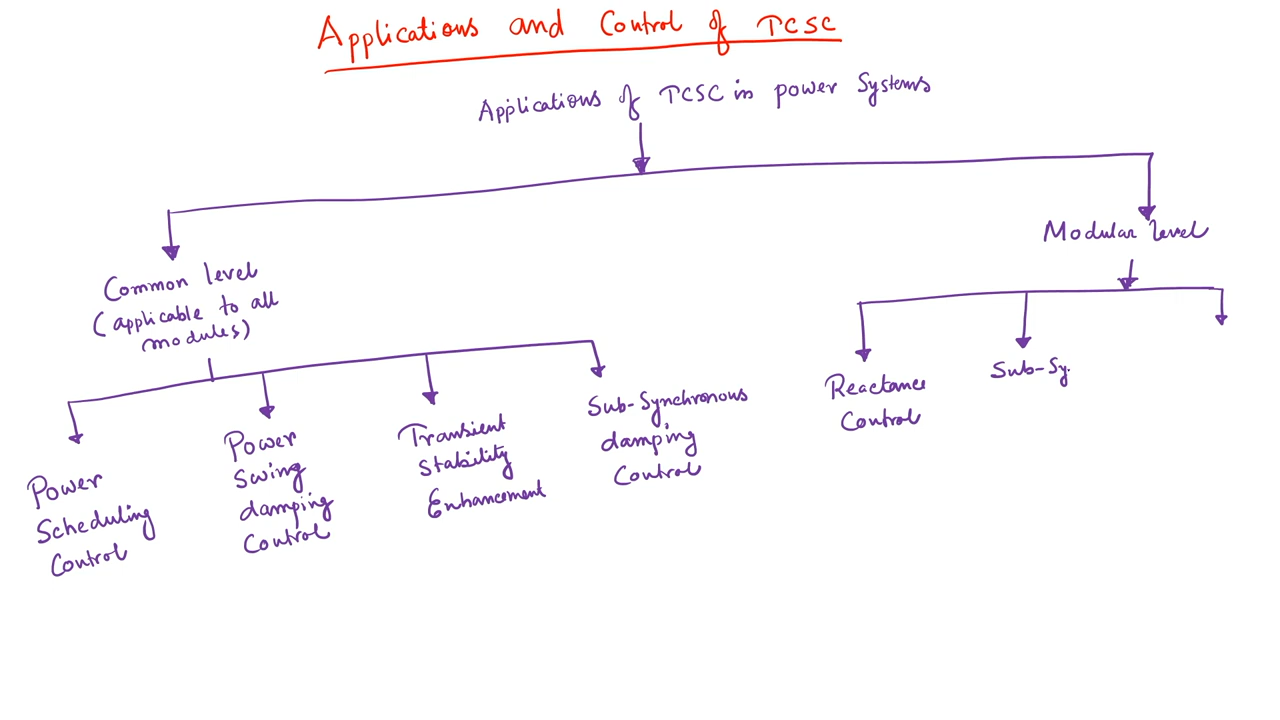 Applications and Control of TCSC
Applications of TCSC in power Systems
Common level
(applicable to all
modules)
Modular level
Power
Scheduling
Control
Power
Swing
damping
Control
Transient
Stability
Enhancement
Sub-Synchronous
damping
Control
Reactance
Control
Sub-Sy